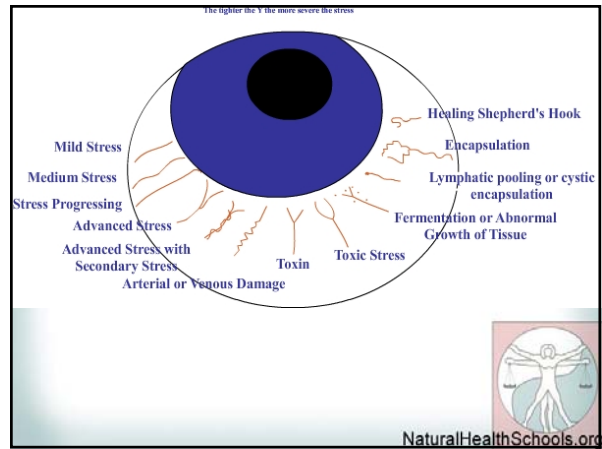 The tighter the Y the more severe the stress
Healing Shepherd's Hook
Mild Stress
Encapsulation
Medium Stress
Lymphatic pooling or cystic
encapsulation
Stress Progressing
Fermentation or Abnormal
Growth of Tissue
Advanced Stress
Advanced Stress with
Secondary Stress
Toxin
Toxic Stress
Arterial or Venous Damage
NaturalHealthSchools.org